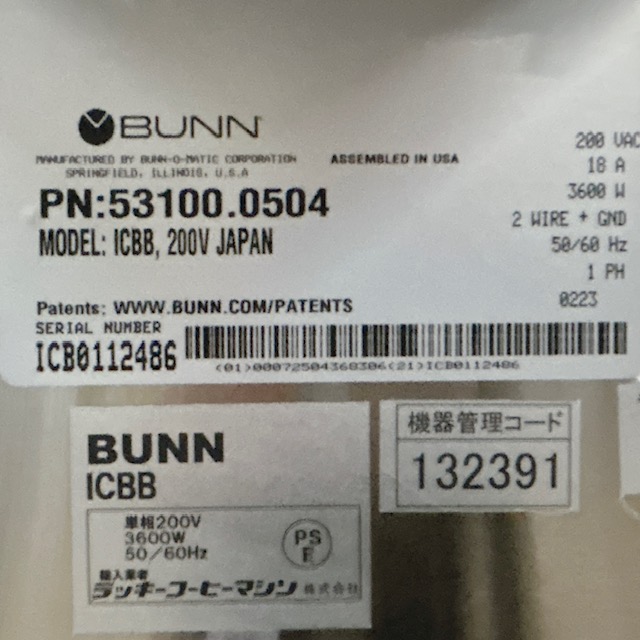 BUNN
MANUFACTURED BY BUNN-O-MATIC CORPORATION
SPRINGFIELD, ILLINOIS, U.S.A
ASSEMBLED IN USA
PN:53100.0504
MODEL: ICBB, 200V JAPAN
200 VAC
18 A
3600 W
2 WIRE + GND
50/60 Hz
1 PH
0223
Patents: WWW.BUNN.COM/PATENTS
SERIAL NUMBER
ICB0112486
(01)00072504368306(21)ICB0112486
BUNN
ICBB
単相200V
3600W
50/60Hz
PS
E
輸入業者
ラッキーコーヒーマシン 株式会社
機器管理コード
132391